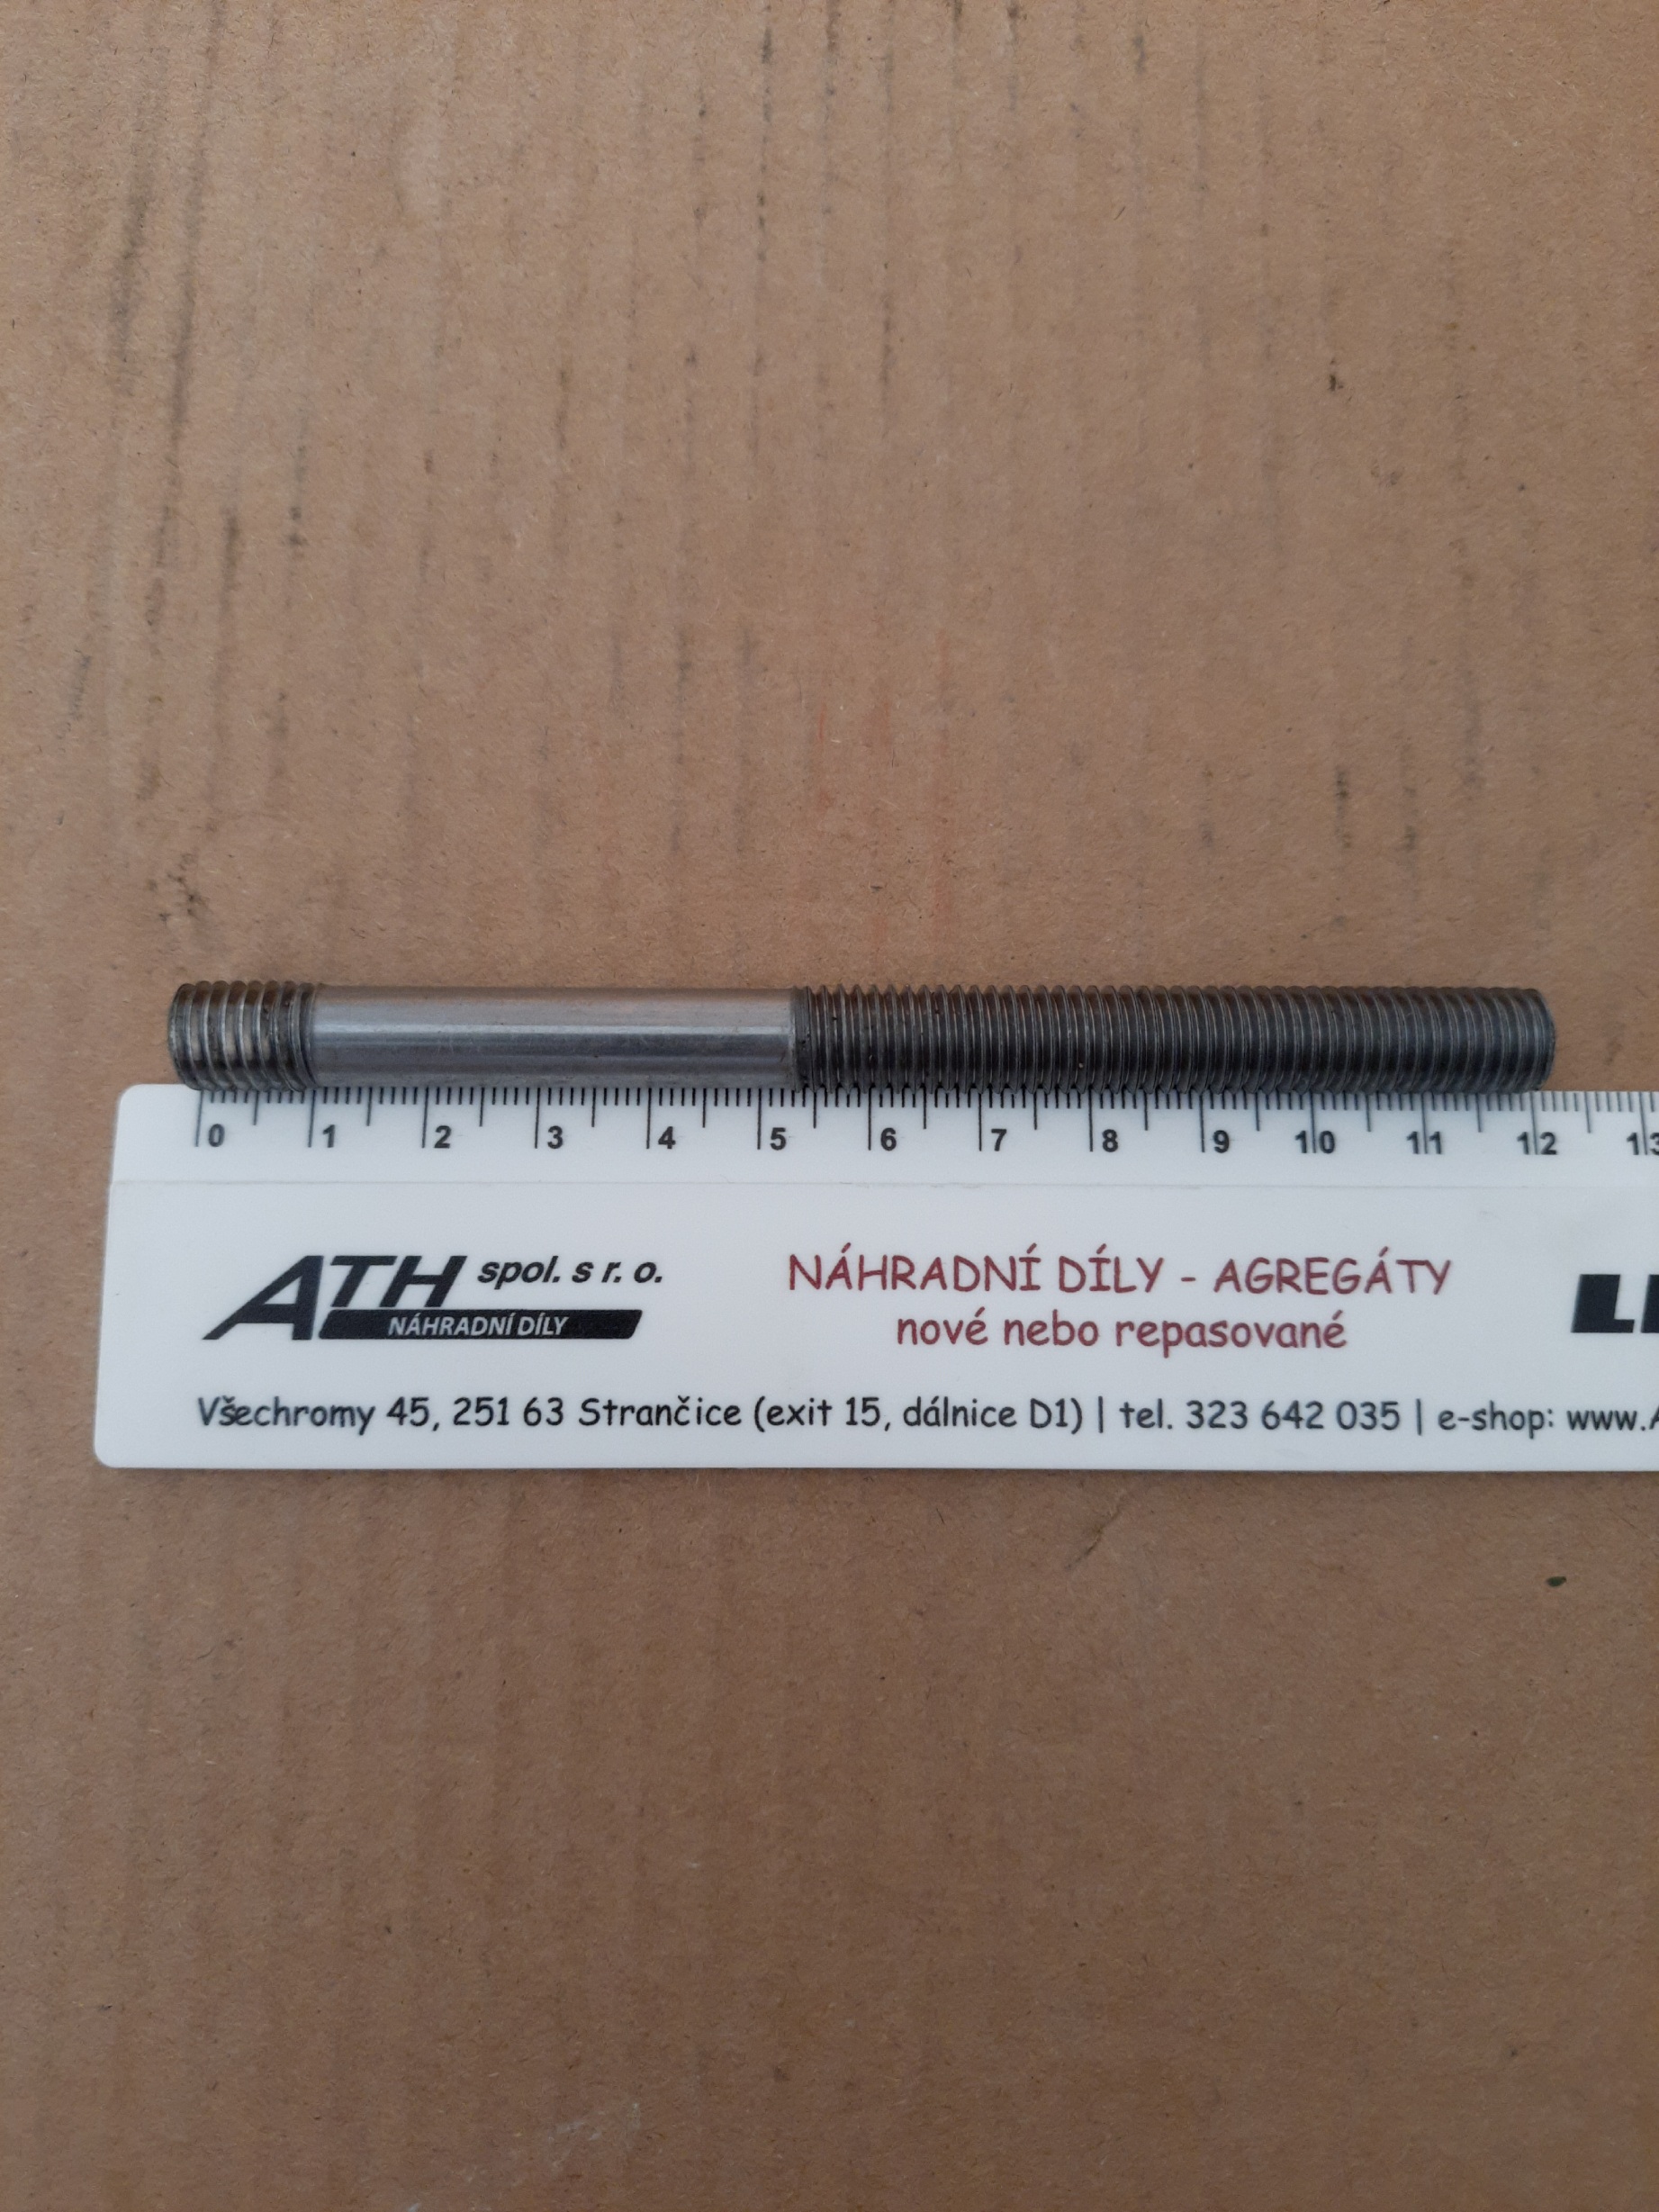 0 1 2 3 4 5 6 7 8 9 10 11 12
ATH spol. s r. o.
NÁHRADNÍ DÍLY
NÁHRADNÍ DÍLY - AGREGÁTY
nové nebo repasované
Všechromy 45, 251 63 Strančice (exit 15, dálnice D1) | tel. 323 642 035 | e-shop: www.